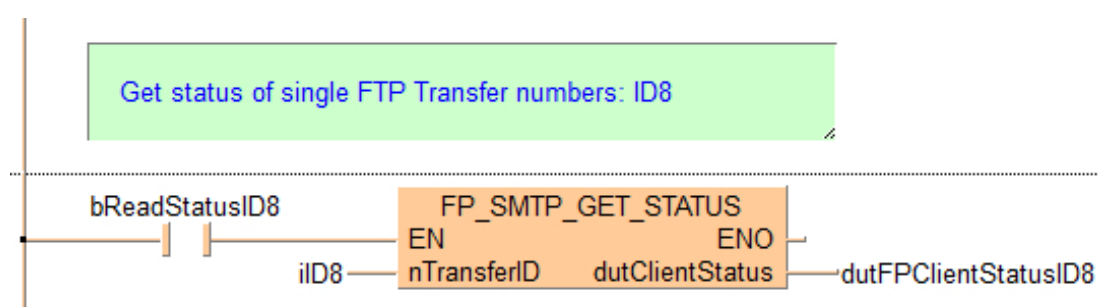 Get status of single FTP Transfer numbers: ID8
bReadStatusID8
FP_SMTP_GET_STATUS
EN ENO
iID8 nTransferID dutClientStatus dutFPClientStatusID8